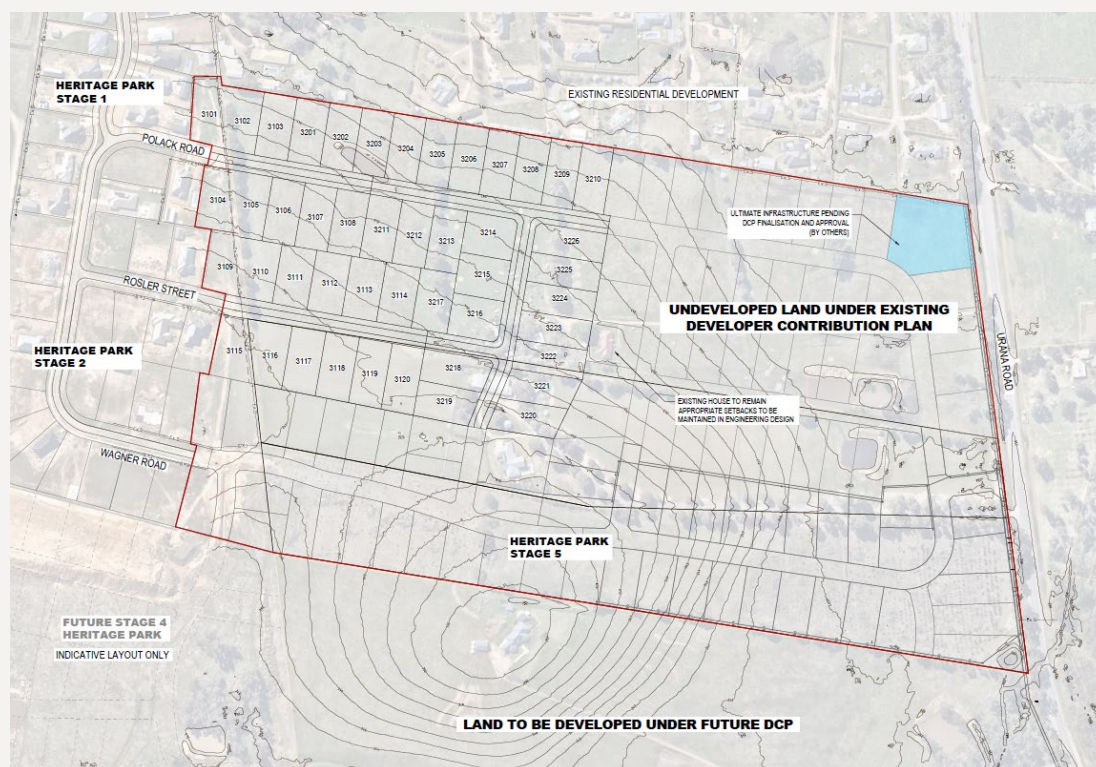 HERITAGE PARK
STAGE 1
EXISTING RESIDENTIAL DEVELOPMENT
3101
3102
3103
3201
3202
3203
3204
3205
3206
3207
3208
3209
3210
POLACK ROAD
3104
3105
3106
3107
3108
3211
3212
3213
3214
3226
ULTIMATE INFRASTRUCTURE PENDING
DCP FINALISATION AND APPROVAL
(BY OTHERS)
3109
3110
3111
3112
3113
3114
3217
3215
3216
3225
3224
3223
3222
ROSLER STREET
UNDEVELOPED LAND UNDER EXISTING
DEVELOPER CONTRIBUTION PLAN
URANA ROAD
HERITAGE PARK
STAGE 2
3115
3116
3117
3118
3119
3120
3218
3219
3221
3220
EXISTING HOUSE TO REMAIN
APPROPRIATE SETBACKS TO BE
MAINTAINED IN ENGINEERING DESIGN
WAGNER ROAD
HERITAGE PARK
STAGE 5
FUTURE STAGE 4
HERITAGE PARK
INDICATIVE LAYOUT ONLY
LAND TO BE DEVELOPED UNDER FUTURE DCP